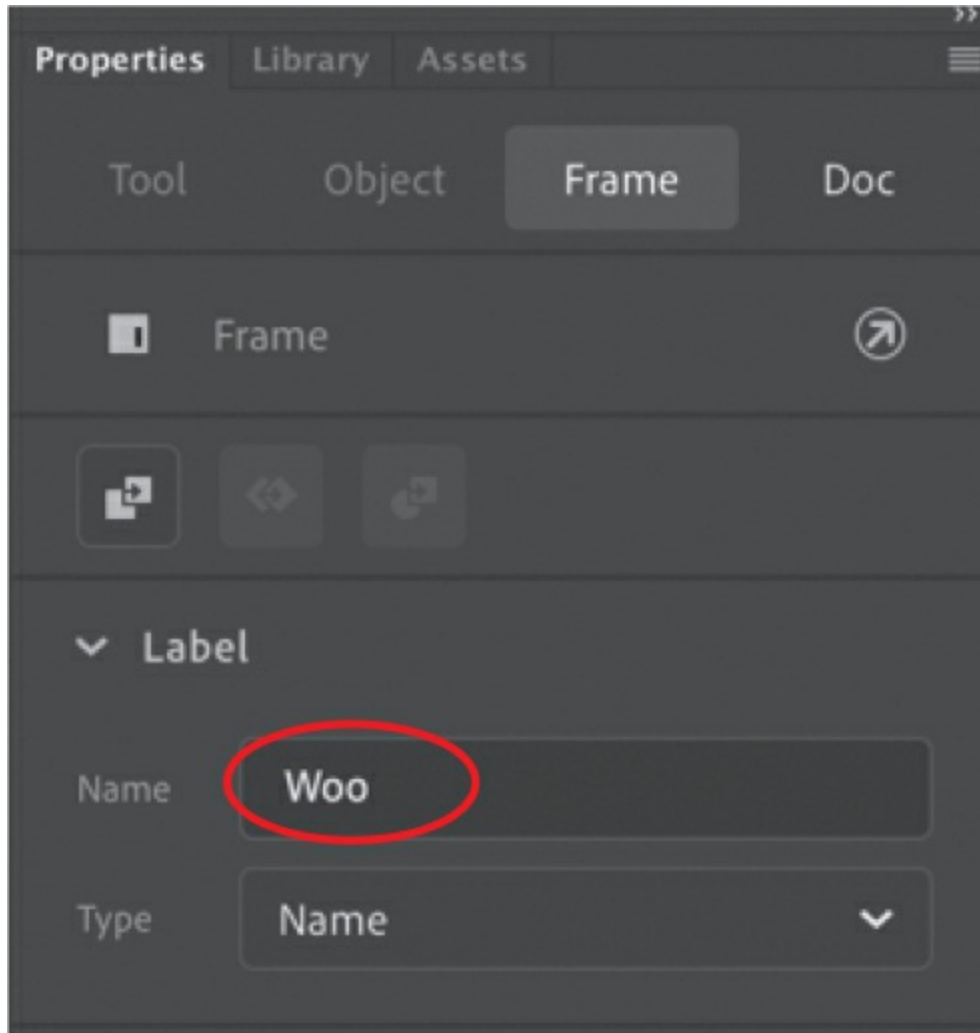 Properties Library Assets
Tool Object Frame Doc
Frame
Label
Name Woo
Type Name